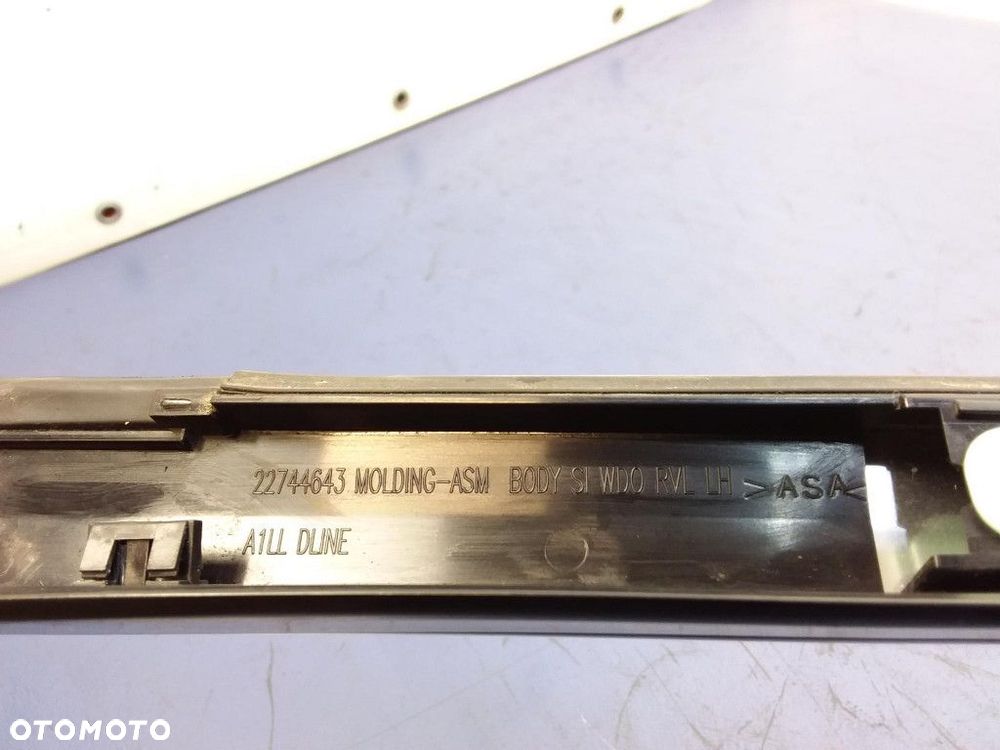 22744643 MOLDING-ASM BODY SI WDO RVL LH >ASA<
A1LL DLINE
OTOMOTO